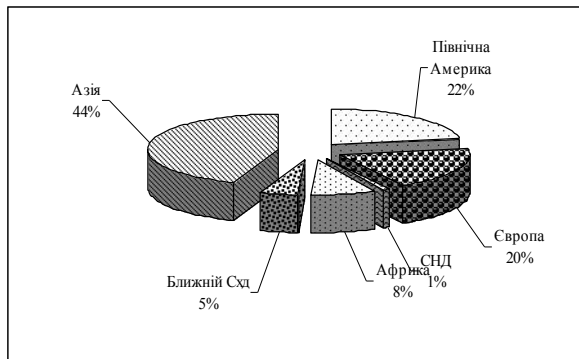 Північна
Америка
22%
Азія
44%
Європа
20%
СНД
1%
Африка
8%
Ближній Схд
5%